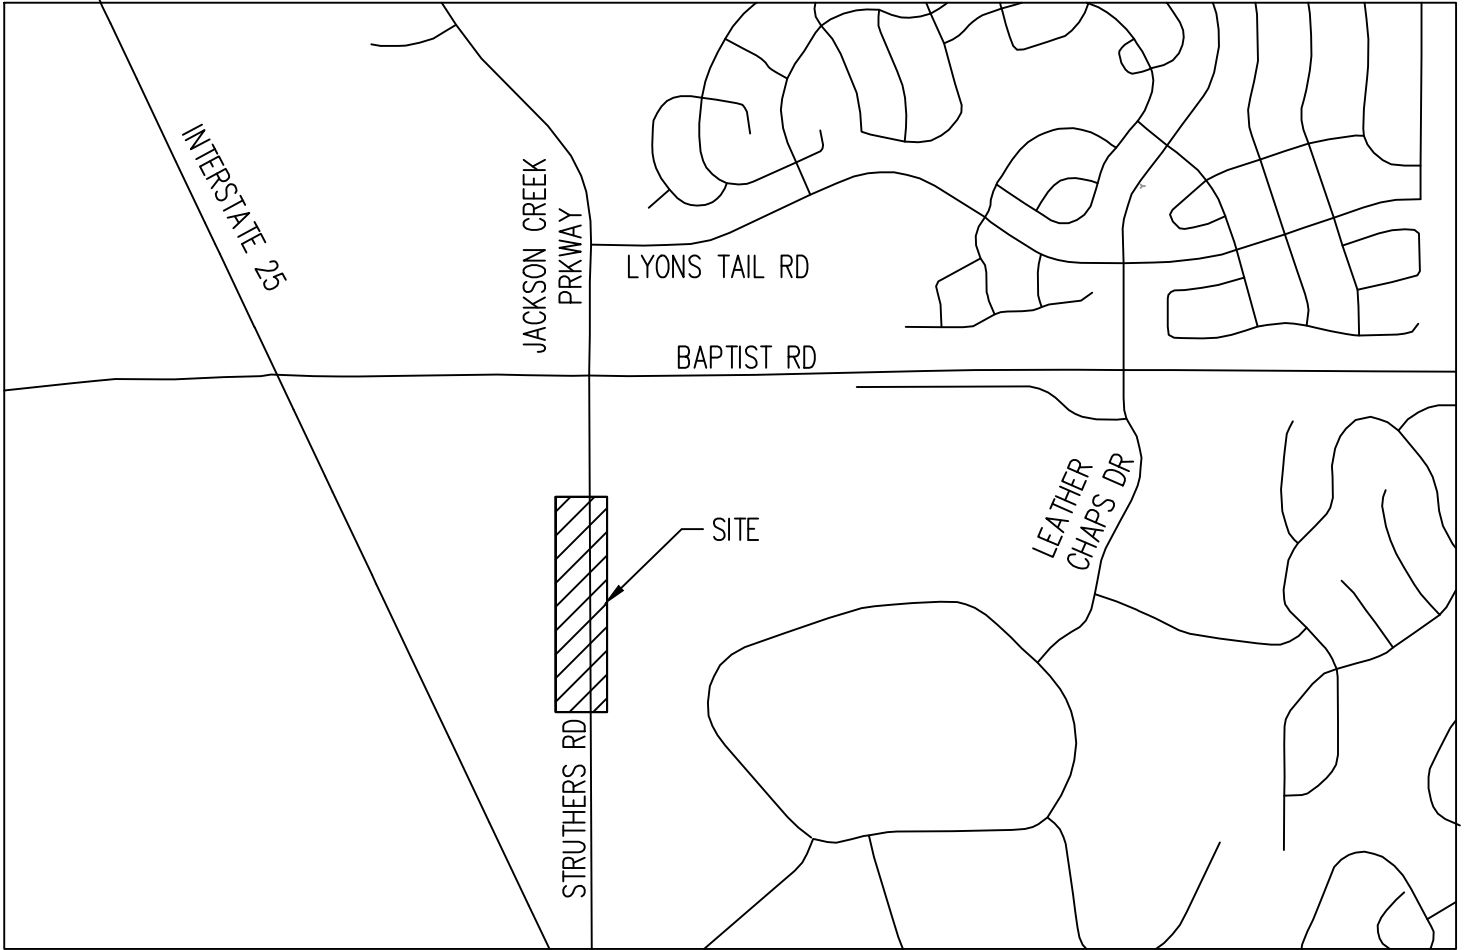 INTERSTATE 25
JACKSON CREEK
PRKWAY
LYONS TAIL RD
BAPTIST RD
LEATHER
CHAPS DR
SITE
STRUTHERS RD